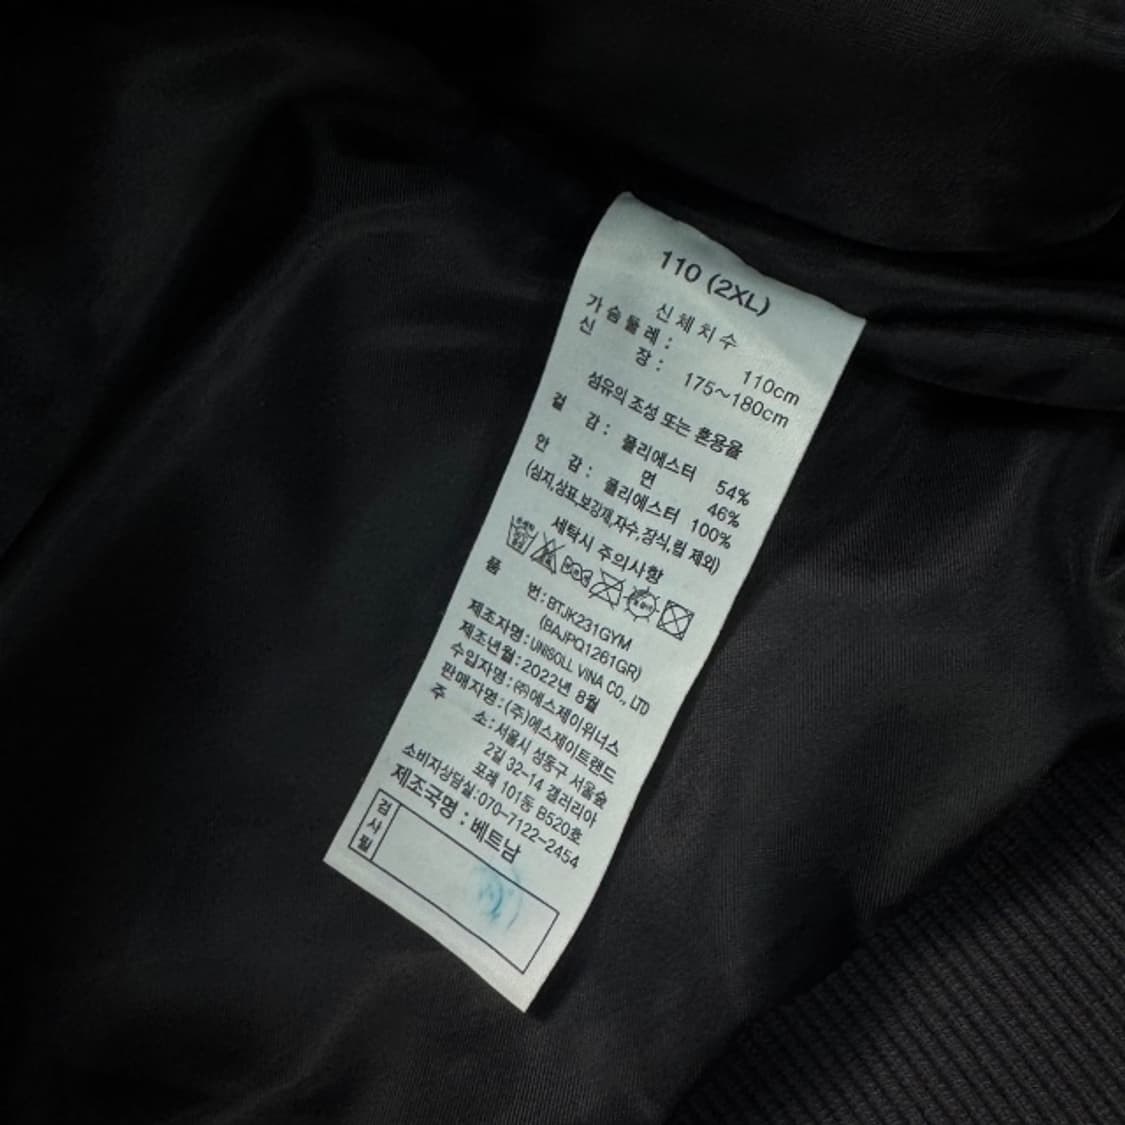 110 (2XL)
신체치수
가슴둘레 : 110cm
신 장 : 175~180cm
섬유의 조성 또는 혼용율
겉 감 : 폴리에스터 54%
면 46%
안 감 : 폴리에스터 100%
(심지,상표,보강재,자수,장식,립 제외)
세탁시 주의사항
품 번 : BTJK231GYM
(BAJPQ1261GR)
제조자명 : UNISOLL VINA CO., LTD
제조년월 : 2022년 8월
수입자명 : ㈜에스제이위너스
판매자명 : (주)에스제이트랜드
주 소 : 서울시 성동구 서울숲
2길 32-14 갤러리아
포레 101동 B520호
소비자상담실:070-7122-2454
제조국명 : 베트남
검사필